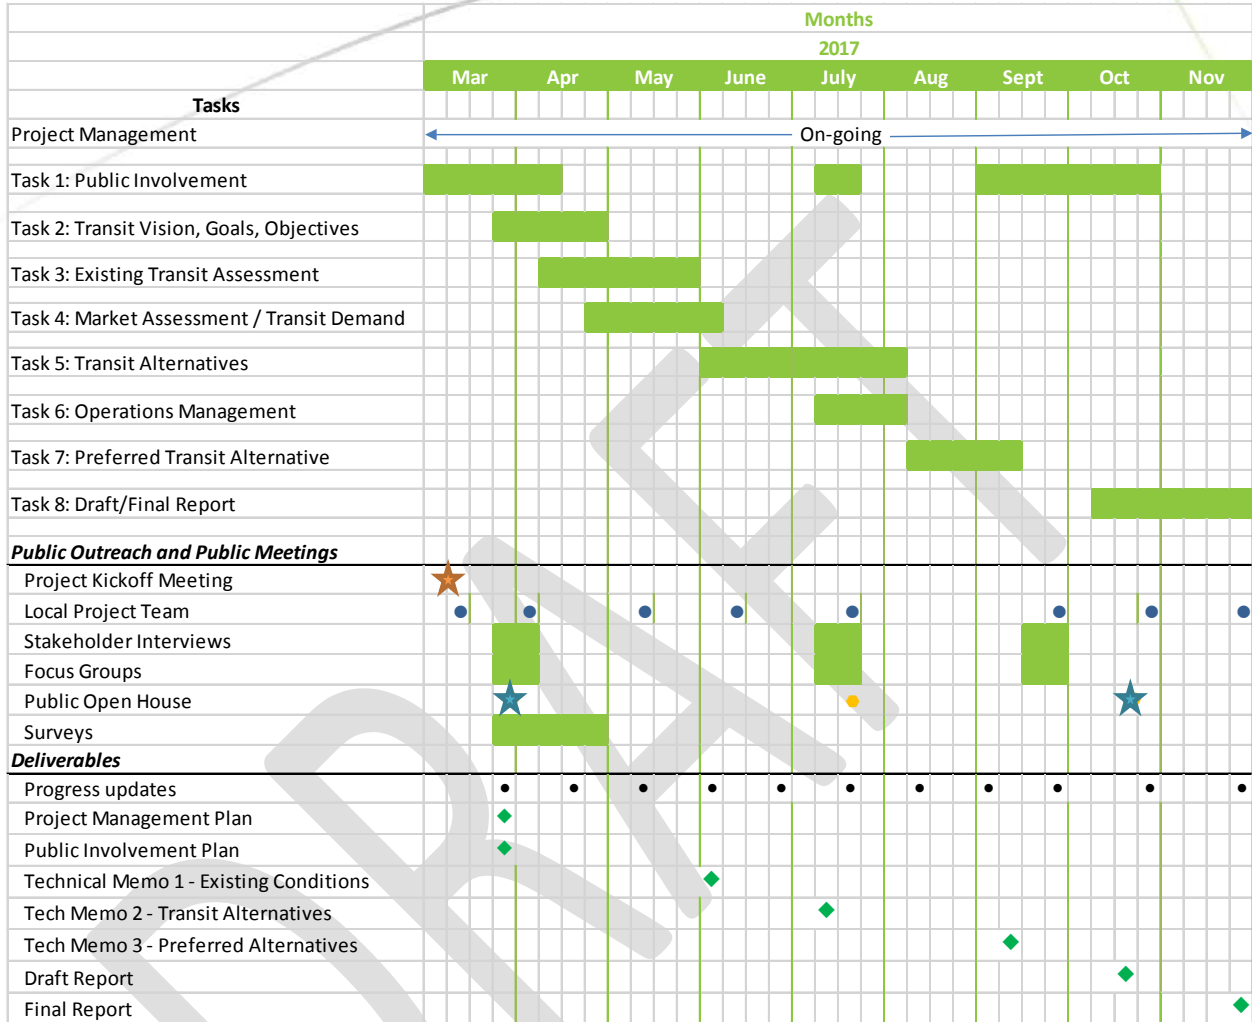 Months
2017
Mar Apr May June July Aug Sept Oct Nov
Tasks
Project Management On-going
Task 1: Public Involvement
Task 2: Transit Vision, Goals, Objectives
Task 3: Existing Transit Assessment
Task 4: Market Assessment / Transit Demand
Task 5: Transit Alternatives
Task 6: Operations Management
Task 7: Preferred Transit Alternative
Task 8: Draft/Final Report
Public Outreach and Public Meetings
Project Kickoff Meeting
Local Project Team
Stakeholder Interviews
Focus Groups
Public Open House
Surveys
Deliverables
Progress updates
Project Management Plan
Public Involvement Plan
Technical Memo 1 - Existing Conditions
Tech Memo 2 - Transit Alternatives
Tech Memo 3 - Preferred Alternatives
Draft Report
Final Report
DRAFT